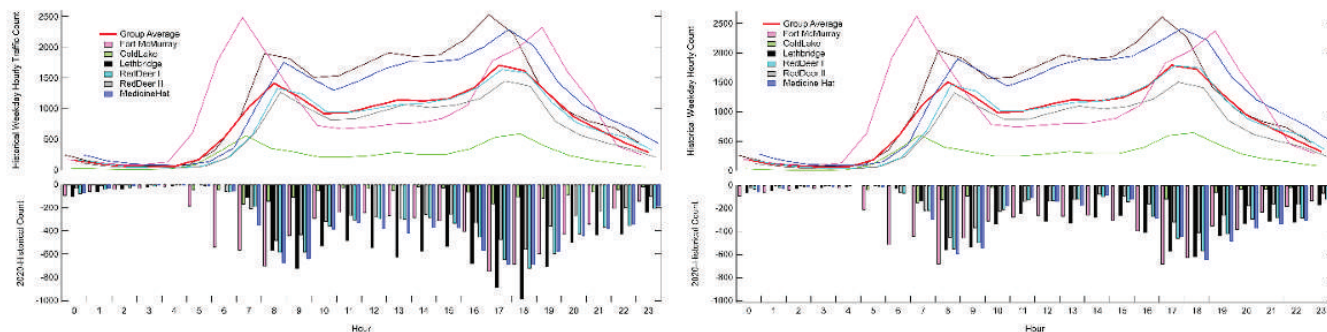 Historical Weekday Hourly Traffic Count
2500
2000
1500
1000
500
0
Group Average
Fort McMurray
ColdLake
Lethbridge
RedDeer I
RedDeer II
MedicineHat
2020-Historical Count
0
-200
-400
-600
-800
-1000
0 1 2 3 4 5 6 7 8 9 10 11 12 13 14 15 16 17 18 19 20 21 22 23
Hour
Historical Weekday Hourly Count
2500
2000
1500
1000
500
0
Group Average
Fort McMurray
ColdLake
Lethbridge
RedDeer I
RedDeer II
Medicine Hat
2020-Historical Count
0
-200
-400
-600
-800
-1000
0 1 2 3 4 5 6 7 8 9 10 11 12 13 14 15 16 17 18 19 20 21 22 23
Hour